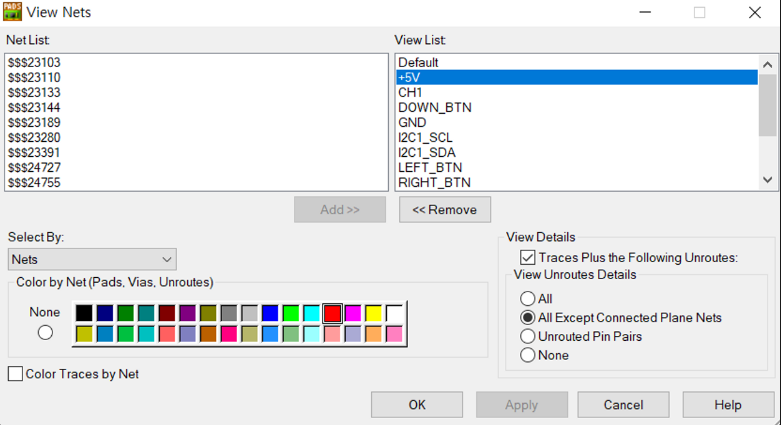 View Nets
Net List:
View List:
$$$23103
$$$23110
$$$23133
$$$23144
$$$23189
$$$23280
$$$23391
$$$24727
$$$24755
Default
+5V
CH1
DOWN_BTN
GND
I2C1_SCL
I2C1_SDA
LEFT_BTN
RIGHT_BTN
Add >>
<< Remove
Select By:
Nets
Color by Net (Pads, Vias, Unroutes)
None
Color Traces by Net
View Details
Traces Plus the Following Unroutes:
View Unroutes Details
All
All Except Connected Plane Nets
Unrouted Pin Pairs
None
OK
Apply
Cancel
Help